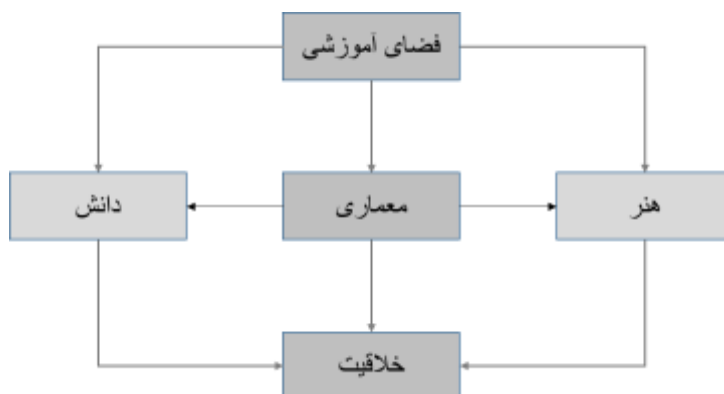 فضای آموزشی
هنر
معماری
دانش
خلاقیت